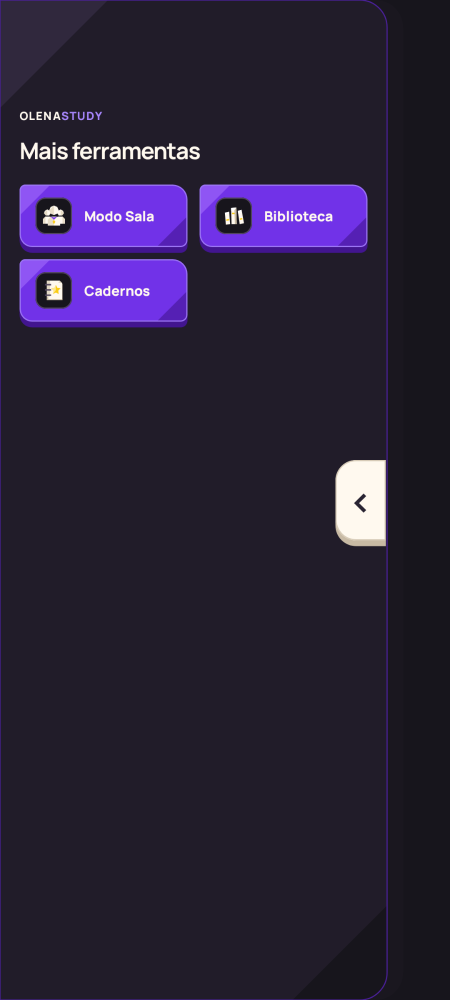 OLENASTUDY
Mais ferramentas
Modo Sala
Biblioteca
Cadernos